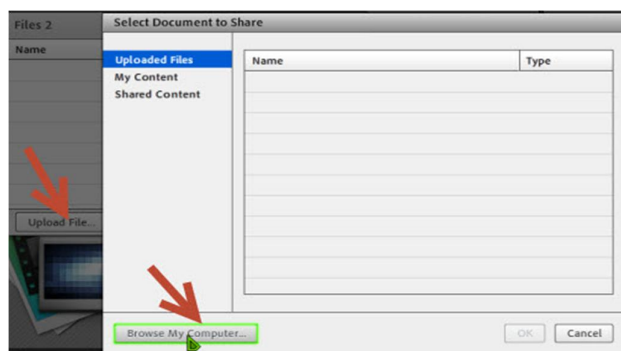 Files 2
Name
Upload File...
Select Document to Share
Uploaded Files
My Content
Shared Content
Name Type
Browse My Computer...
OK Cancel